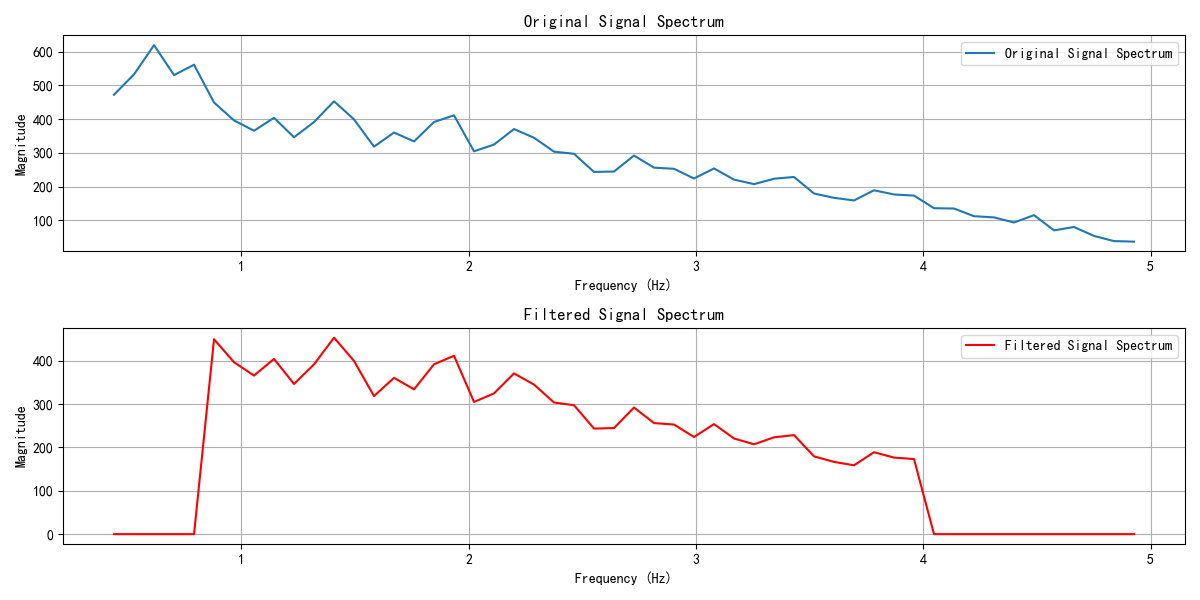 Original Signal Spectrum
Original Signal Spectrum
Magnitude
600
500
400
300
200
100
1 2 3 4 5
Frequency (Hz)
Filtered Signal Spectrum
Filtered Signal Spectrum
Magnitude
400
300
200
100
0
1 2 3 4 5
Frequency (Hz)